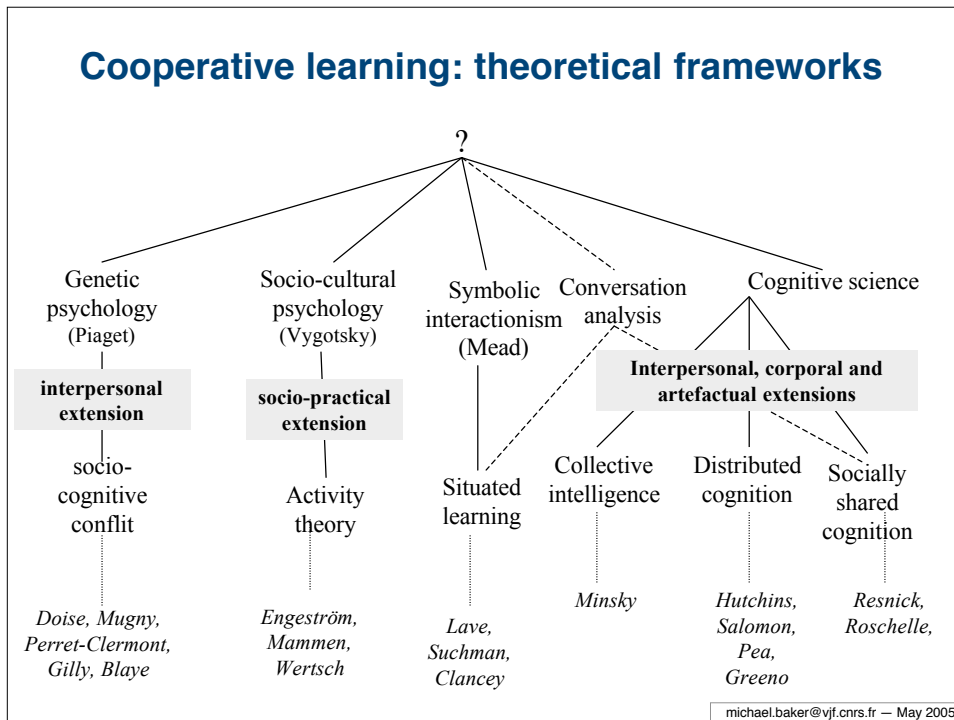 Cooperative learning: theoretical frameworks
?
Genetic
psychology
(Piaget)
Socio-cultural
psychology
(Vygotsky)
Symbolic
interactionism
(Mead)
Conversation
analysis
Cognitive science
interpersonal
extension
socio-practical
extension
Interpersonal, corporal and
artefactual extensions
socio-
cognitive
conflit
Activity
theory
Situated
learning
Collective
intelligence
Distributed
cognition
Socially
shared
cognition
Doise, Mugny,
Perret-Clermont,
Gilly, Blaye
Engeström,
Mammen,
Wertsch
Lave,
Suchman,
Clancey
Minsky
Hutchins,
Salomon,
Pea,
Greeno
Resnick,
Roschelle,
michael.baker@vjf.cnrs.fr — May 2005